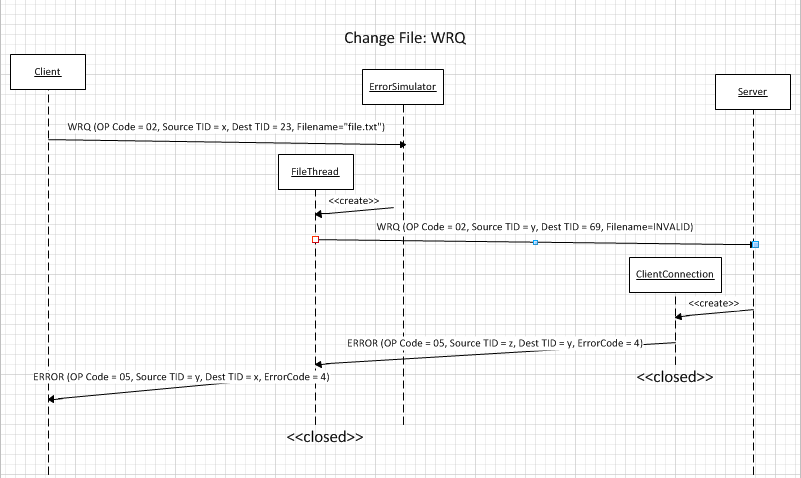 Change File: WRQ
Client
ErrorSimulator
Server
WRQ (OP Code = 02, Source TID = x, Dest TID = 23, Filename="file.txt")
FileThread
<<create>>
WRQ (OP Code = 02, Source TID = y, Dest TID = 69, Filename=INVALID)
ClientConnection
<<create>>
ERROR (OP Code = 05, Source TID = z, Dest TID = y, ErrorCode = 4)
ERROR (OP Code = 05, Source TID = y, Dest TID = x, ErrorCode = 4)
<<closed>>
<<closed>>